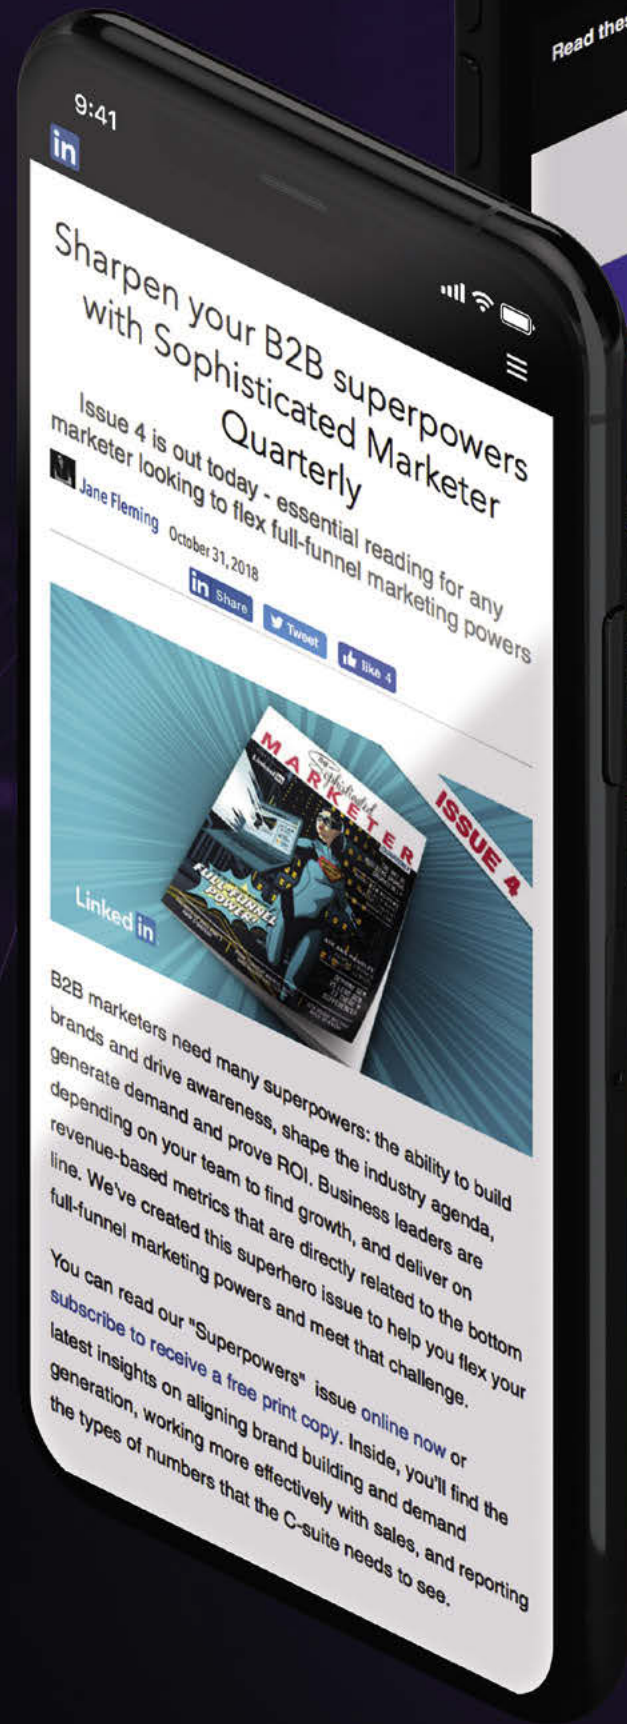 Read thes
9:41
in
Sharpen your B2B superpowers
with Sophisticated Marketer
Quarterly
Issue 4 is out today - essential reading for any
marketer looking to flex full-funnel marketing powers
Jane Fleming October 31, 2018
in Share Tweet like 4
LinkedIn
The Sophisticated
MARKETER
ISSUE 4
FULL-FUNNEL
POWER!
Linkedin
B2B marketers need many superpowers: the ability to build
brands and drive awareness, shape the industry agenda,
generate demand and prove ROI. Business leaders are
depending on your team to find growth, and deliver on
revenue-based metrics that are directly related to the bottom
line. We've created this superhero issue to help you flex your
full-funnel marketing powers and meet that challenge.
You can read our "Superpowers" issue online now or
subscribe to receive a free print copy. Inside, you'll find the
latest insights on aligning brand building and demand
generation, working more effectively with sales, and reporting
the types of numbers that the C-suite needs to see.